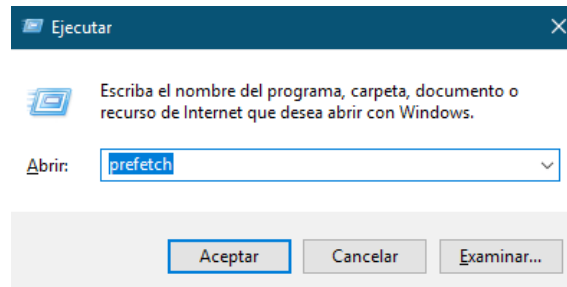 Ejecutar
Escriba el nombre del programa, carpeta, documento o
recurso de Internet que desea abrir con Windows.
Abrir: prefetch
Aceptar Cancelar Examinar...